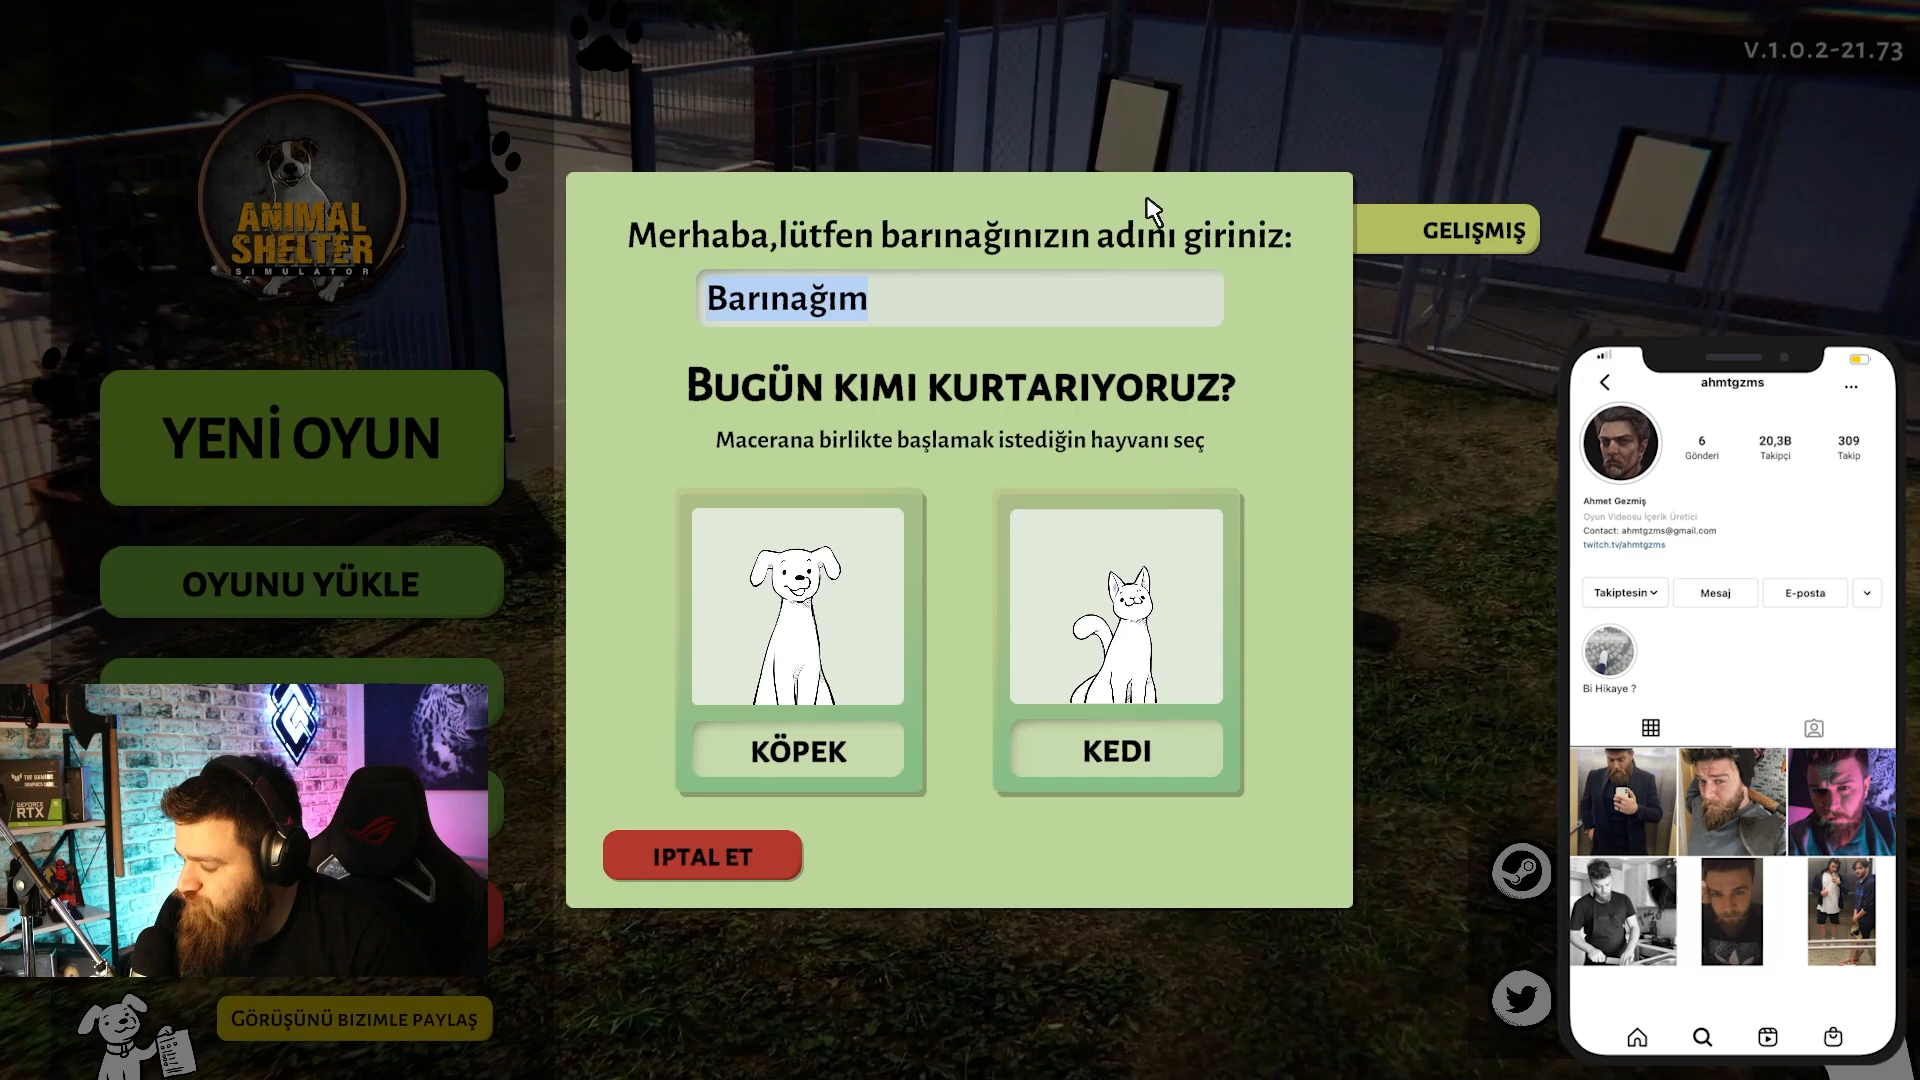 V.1.0.2-21.73
ANIMAL
SHELTER
SIMULATOR
Merhaba,lütfen barınağınızın adını giriniz:
GELIŞMIŞ
Barınağım
BUGÜN KIMI KURTARIYORUZ?
Macerana birlikte başlamak istediğin hayvanı seç
YENİ OYUN
OYUNU YÜKLE
KÖPEK
KEDI
IPTAL ET
GÖRÜŞÜNÜ BIZIMLE PAYLAŞ
GEFORCE
RTX
ahmtgzms
6
20,3B
309
Gönderi
Takipçi
Takip
Ahmet Gezmiş
Oyun Videosu İçerik Üretici
Contact: ahmtgzms@gmail.com
twitch.tv/ahmtgzms
Takiptesin
Mesaj
E-posta
Bi Hikaye ?